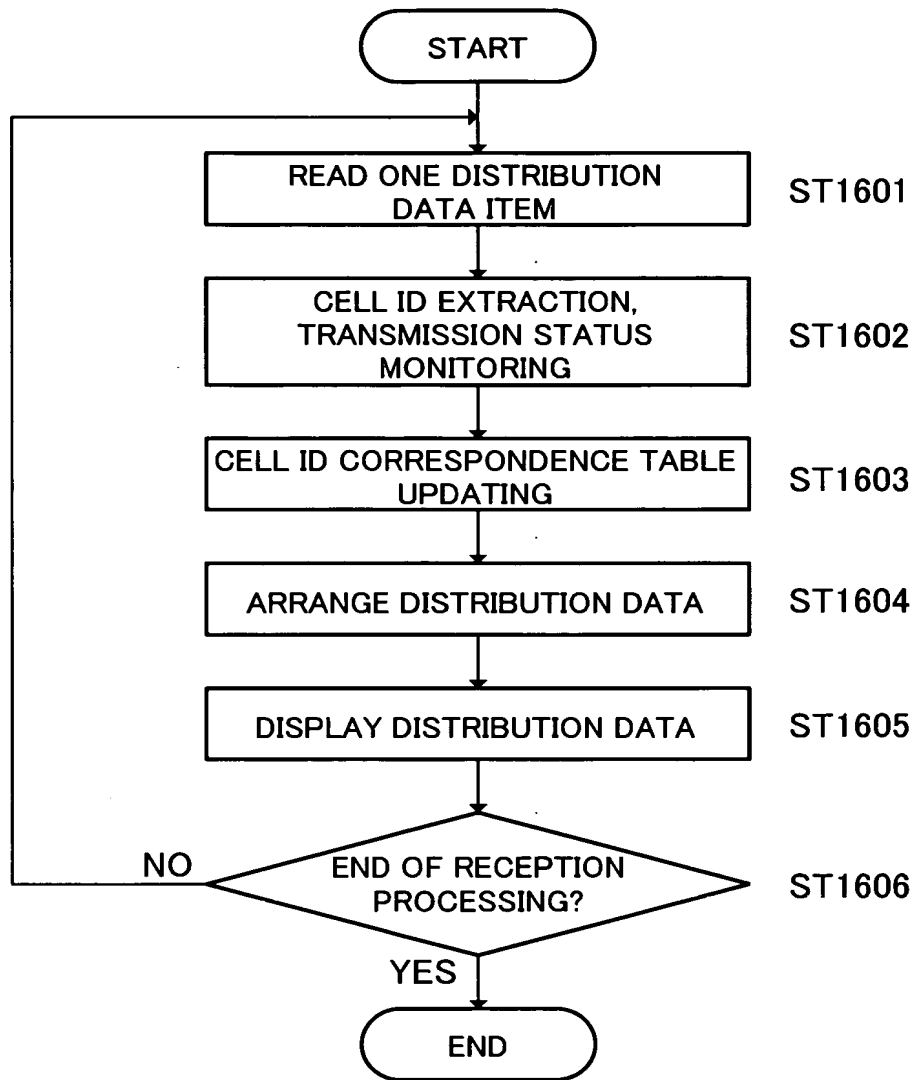 START
READ ONE DISTRIBUTION
DATA ITEM
ST1601
CELL ID EXTRACTION,
TRANSMISSION STATUS
MONITORING
ST1602
CELL ID CORRESPONDENCE TABLE
UPDATING
ST1603
ARRANGE DISTRIBUTION DATA
ST1604
DISPLAY DISTRIBUTION DATA
ST1605
NO
END OF RECEPTION
PROCESSING?
ST1606
YES
END